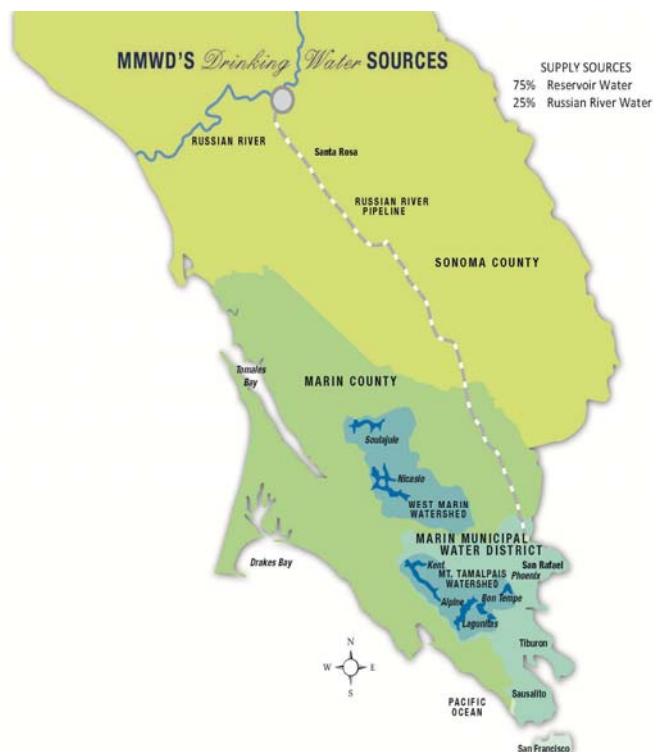 MMWD'S Drinking Water SOURCES
SUPPLY SOURCES
75% Reservoir Water
25% Russian River Water
RUSSIAN RIVER
Santa Rosa
RUSSIAN RIVER
PIPELINE
SONOMA COUNTY
Tomales
Bay
MARIN COUNTY
Soulajule
Nicasio
WEST MARIN
WATERSHED
MARIN MUNICIPAL
WATER DISTRICT
Drakes Bay
Kent
San Rafael
MT. TAMALPAIS
WATERSHED
Phoenix
Alpine
Bon Tempe
Lagunitas
Tiburon
N
W
E
S
PACIFIC
OCEAN
Sausalito
San Francisco